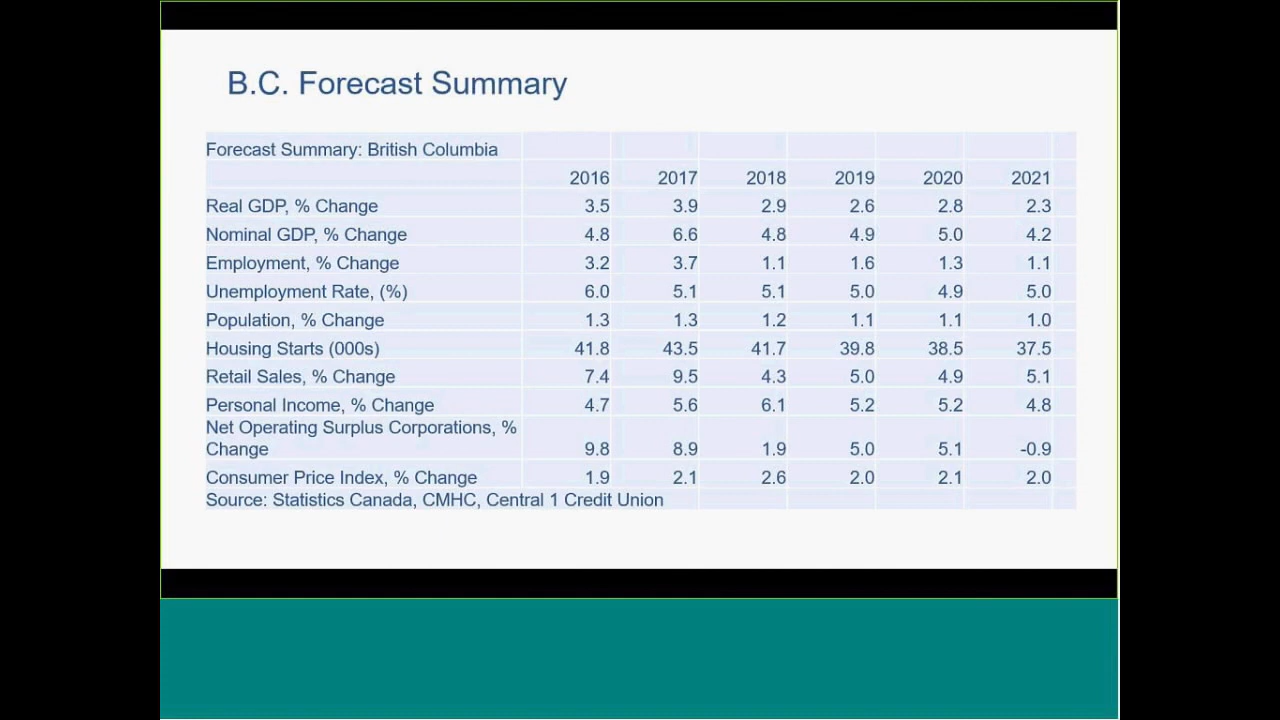 B.C. Forecast Summary
Forecast Summary: British Columbia
2016 2017 2018 2019 2020 2021
Real GDP, % Change 3.5 3.9 2.9 2.6 2.8 2.3
Nominal GDP, % Change 4.8 6.6 4.8 4.9 5.0 4.2
Employment, % Change 3.2 3.7 1.1 1.6 1.3 1.1
Unemployment Rate, (%) 6.0 5.1 5.1 5.0 4.9 5.0
Population, % Change 1.3 1.3 1.2 1.1 1.1 1.0
Housing Starts (000s) 41.8 43.5 41.7 39.8 38.5 37.5
Retail Sales, % Change 7.4 9.5 4.3 5.0 4.9 5.1
Personal Income, % Change 4.7 5.6 6.1 5.2 5.2 4.8
Net Operating Surplus Corporations, %
Change 9.8 8.9 1.9 5.0 5.1 -0.9
Consumer Price Index, % Change 1.9 2.1 2.6 2.0 2.1 2.0
Source: Statistics Canada, CMHC, Central 1 Credit Union